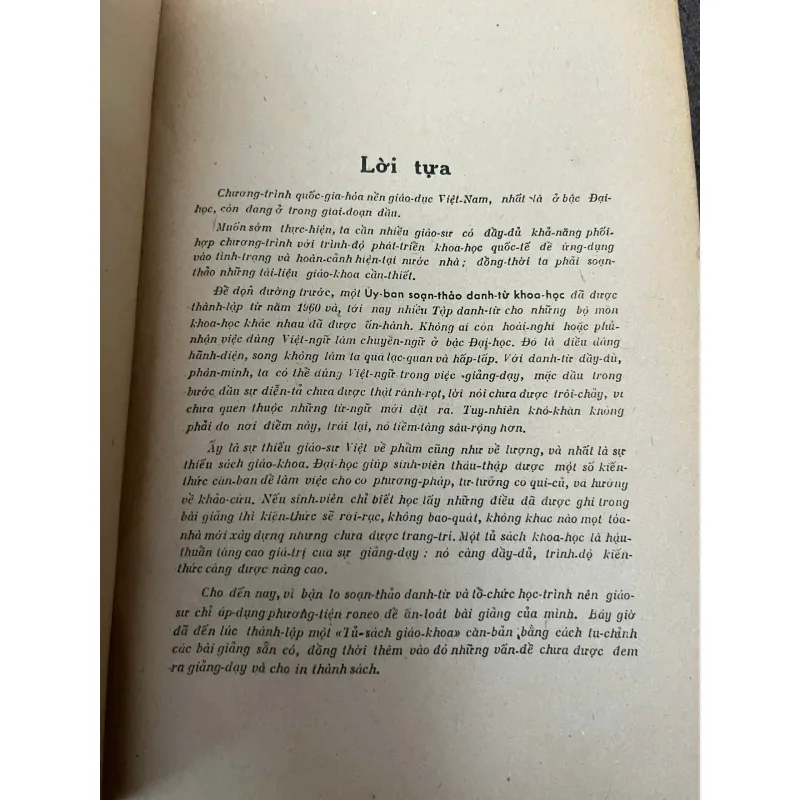 Lời tựa
Chương-trình quốc-gia-hóa nền giáo-dục Việt-Nam, nhất là ở bậc Đại-
học, còn đang ở trong giai-đoạn đầu.
Muốn sớm thực-hiện, ta cần nhiều giáo-sư có đầy-đủ khả-năng phối-
hợp chương-trình với trình-độ phát-triển khoa-học quốc-tế để ứng-dụng
vào tình-trạng và hoàn-cảnh hiện-tại nước nhà ; đồng-thời ta phải soạn-
thảo những tài-liệu giáo-khoa cần-thiết.
Để dọn đường trước, một Ủy-ban soạn-thảo danh-từ khoa-học đã được
thành-lập từ năm 1960 và, tới nay nhiều Tập danh-từ cho những bộ môn
khoa-học khác nhau đã được ấn-hành. Không ai còn hoài-nghi hoặc phủ-
nhận việc dùng Việt-ngữ làm chuyển-ngữ ở bậc Đại-học. Đó là điều đáng
hãnh-diện, song không làm ta quá lạc-quan và hấp-tấp. Với danh-từ đầy-đủ,
phân-minh, ta có thể dùng Việt-ngữ trong việc giảng-dạy, mặc dầu trong
bước đầu sự diễn-tả chưa được thật rành-rọt, lời nói chưa được trôi-chảy, vì
chưa quen thuộc những từ-ngữ mới đặt ra. Tuy-nhiên khó-khăn không
phải do nơi điểm này, trái lại, nó tiềm-tàng sâu-rộng hơn.
Ấy là sự thiếu giáo-sư Việt về phẩm cũng như về lượng, và nhất là sự
thiếu sách giáo-khoa. Đại-học giúp sinh-viên thâu-thập được một số kiến-
thức căn-bản để làm việc cho có phương-pháp, tư-tưởng có qui-củ, và hướng
về khảo-cứu. Nếu sinh-viên chỉ biết học lấy những điều đã được ghi trong
bài giảng thì kiến-thức sẽ rời-rạc, không bao-quát, không khác nào một tòa-
nhà mới xây dựng nhưng chưa được trang-trí. Một tủ sách khoa-học là hậu-
thuẫn tăng cao giá-trị của sự giảng-dạy : nó càng đầy-đủ, trình-độ kiến-
thức càng được nâng cao.
Cho đến nay, vì bận lo soạn-thảo danh-từ và tổ-chức học-trình nên giáo-
sư chỉ áp-dụng phương-tiện roneo để ấn-loát bài giảng của mình. Bây giờ
đã đến lúc thành-lập một «Tủ-sách giáo-khoa» căn-bản bằng cách tu-chỉnh
các bài giảng sẵn có, đồng thời thêm vào đó những vấn-đề chưa được đem
ra giảng-dạy và cho in thành sách.